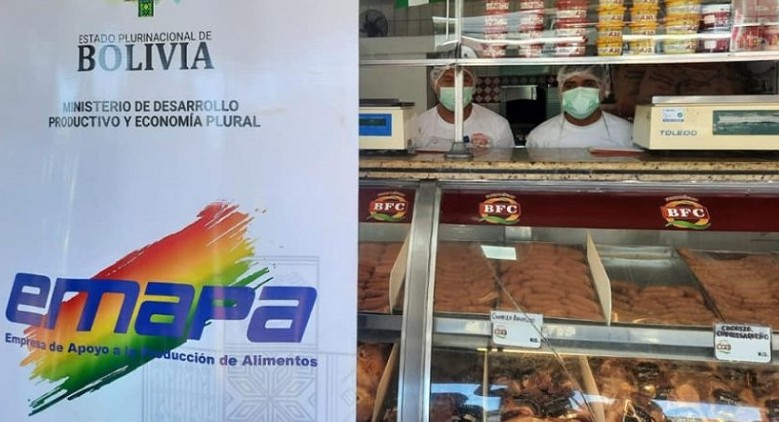 ESTADO PLURINACIONAL DE
BOLIVIA
MINISTERIO DE DESARROLLO
PRODUCTIVO Y ECONOMÍA PLURAL
emapa
Empresa de Apoyo a la Producción de Alimentos
TOLEDO
BFC
BFC
BFC
CHORIZO